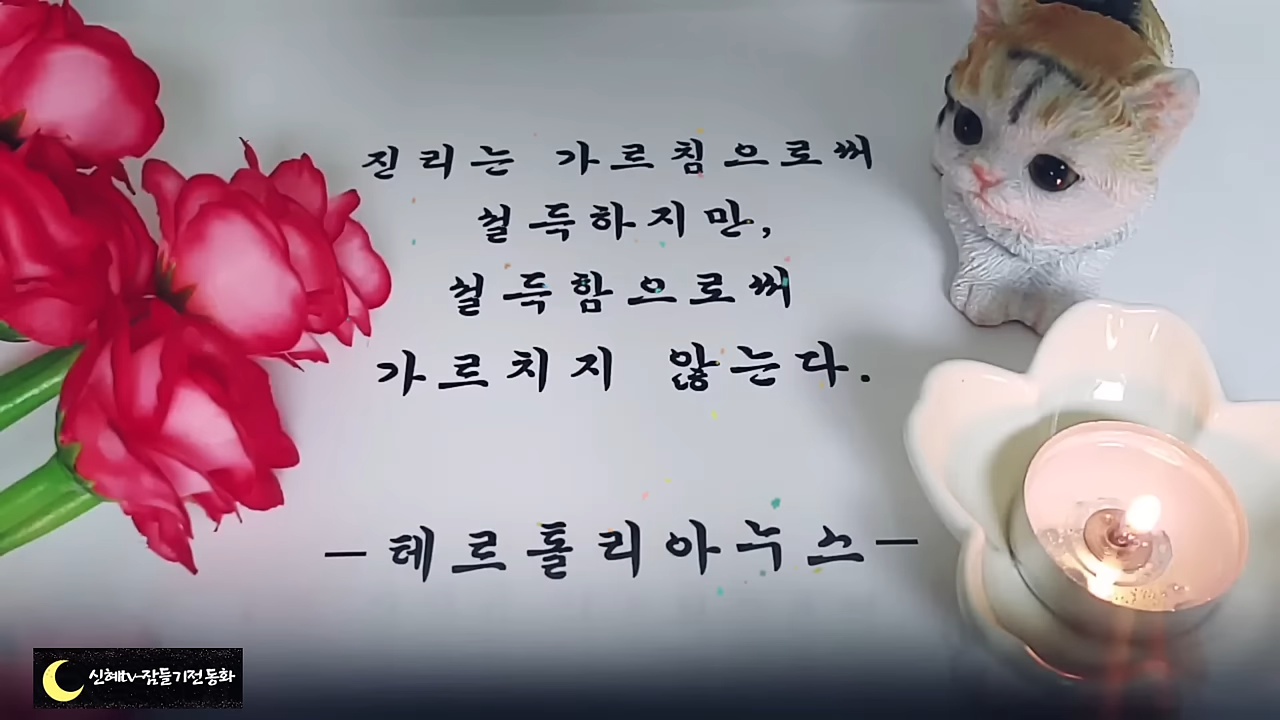 진리는 가르침으로써
설득하지만,
설득함으로써
가르치지 않는다.
-테르톨리아누스-
신혜tv-잠들기전동화